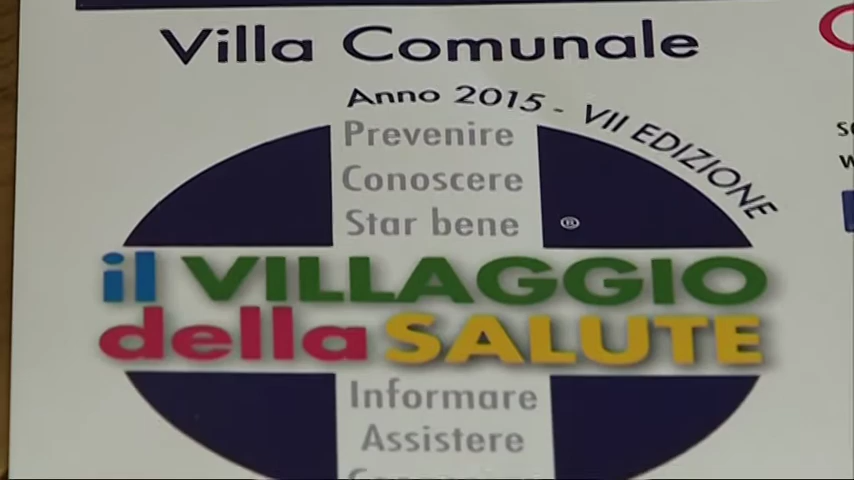 Villa Comunale
Anno 2015 - VII EDIZIONE
Prevenire
Conoscere
Star bene
®
il VILLAGGIO
della SALUTE
Informare
Assistere